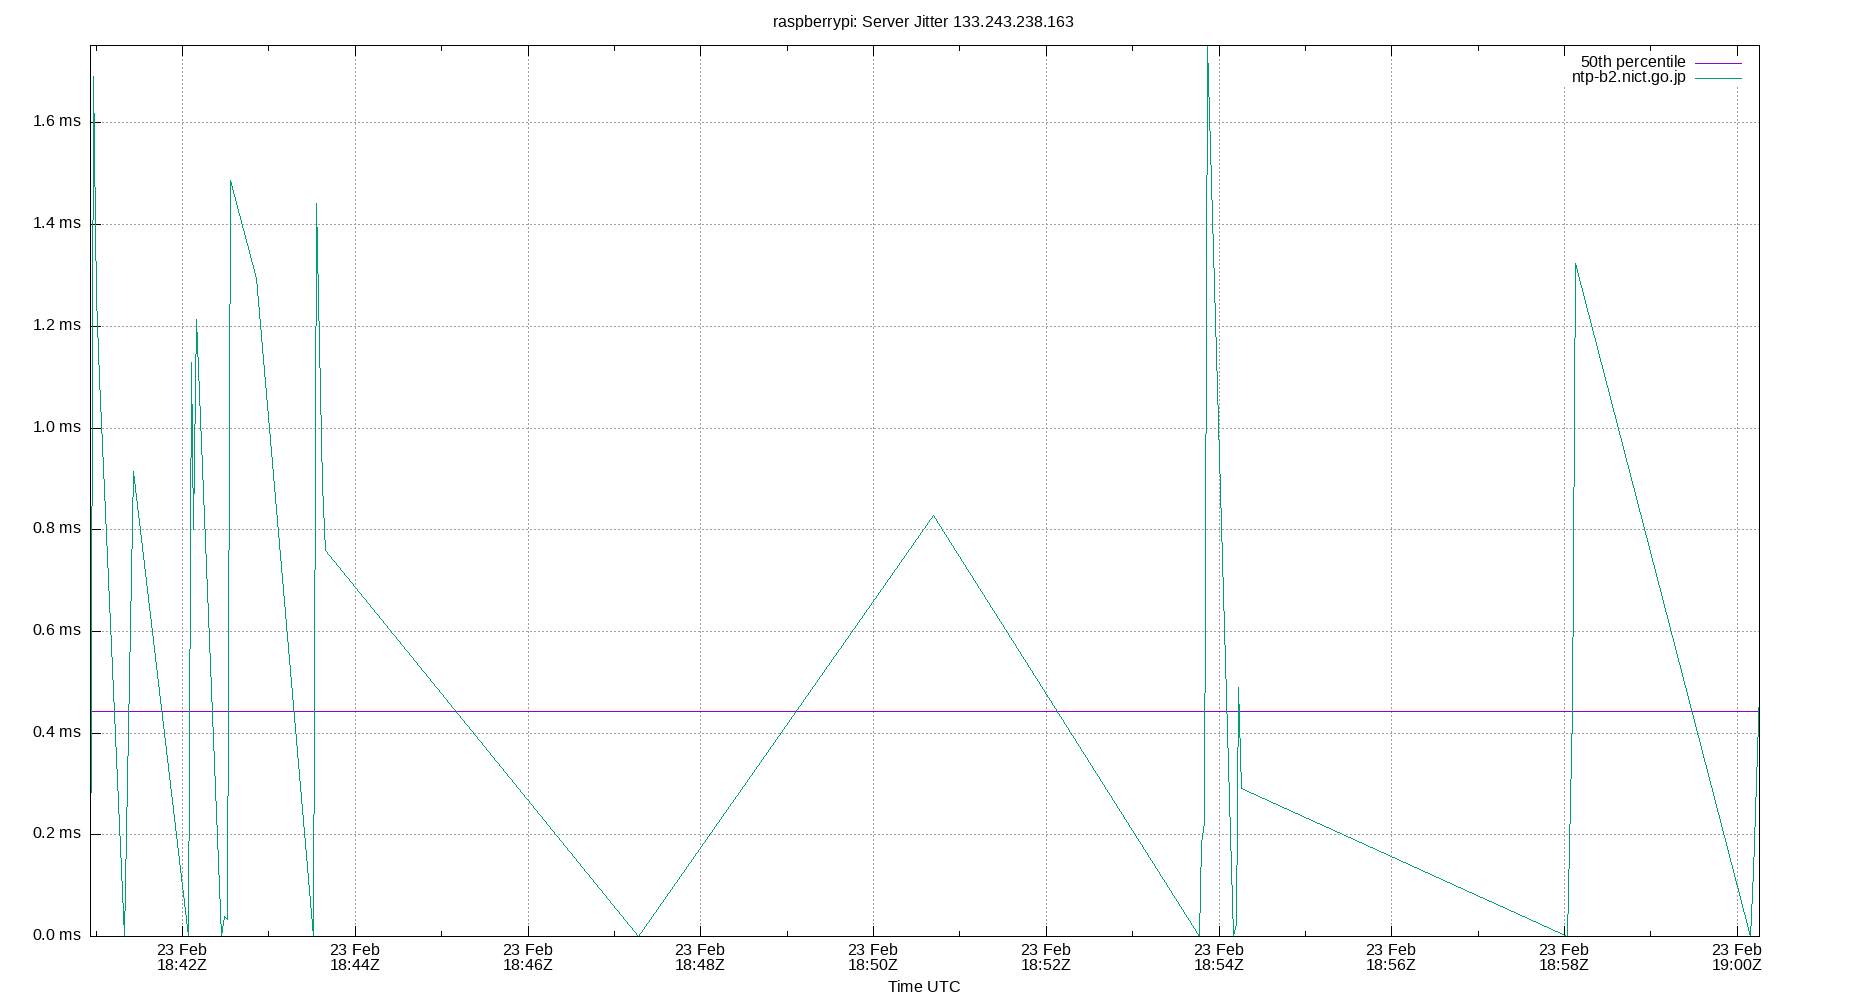 raspberrypi: Server Jitter 133.243.238.163
50th percentile
ntp-b2.nict.go.jp
1.6 ms
1.4 ms
1.2 ms
1.0 ms
0.8 ms
0.6 ms
0.4 ms
0.2 ms
0.0 ms
23 Feb 23 Feb 23 Feb 23 Feb 23 Feb 23 Feb 23 Feb 23 Feb 23 Feb 23 Feb
18:42Z 18:44Z 18:46Z 18:48Z 18:50Z 18:52Z 18:54Z 18:56Z 18:58Z 19:00Z
Time UTC